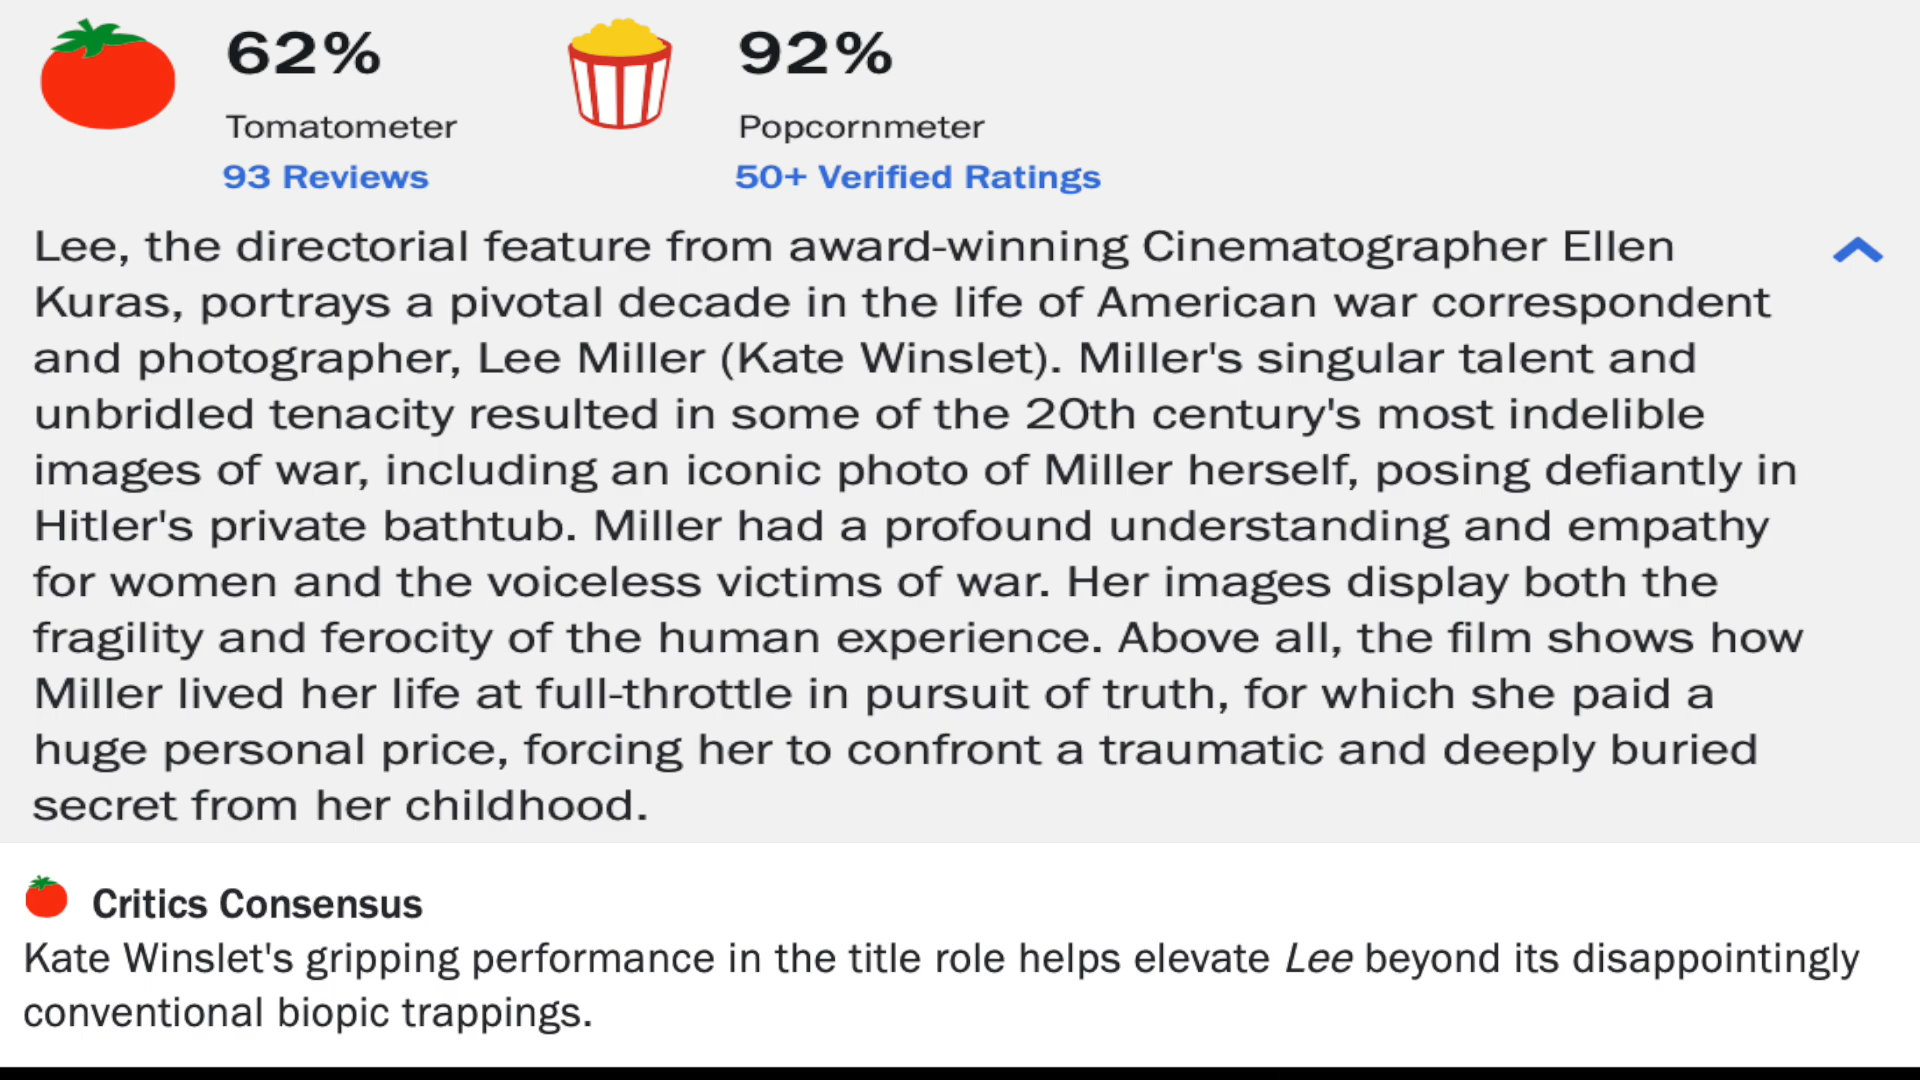 62%
92%
Tomatometer
Popcornmeter
93 Reviews
50+ Verified Ratings
Lee, the directorial feature from award-winning Cinematographer Ellen
Kuras, portrays a pivotal decade in the life of American war correspondent
and photographer, Lee Miller (Kate Winslet). Miller's singular talent and
unbridled tenacity resulted in some of the 20th century's most indelible
images of war, including an iconic photo of Miller herself, posing defiantly in
Hitler's private bathtub. Miller had a profound understanding and empathy
for women and the voiceless victims of war. Her images display both the
fragility and ferocity of the human experience. Above all, the film shows how
Miller lived her life at full-throttle in pursuit of truth, for which she paid a
huge personal price, forcing her to confront a traumatic and deeply buried
secret from her childhood.
Critics Consensus
Kate Winslet's gripping performance in the title role helps elevate Lee beyond its disappointingly
conventional biopic trappings.